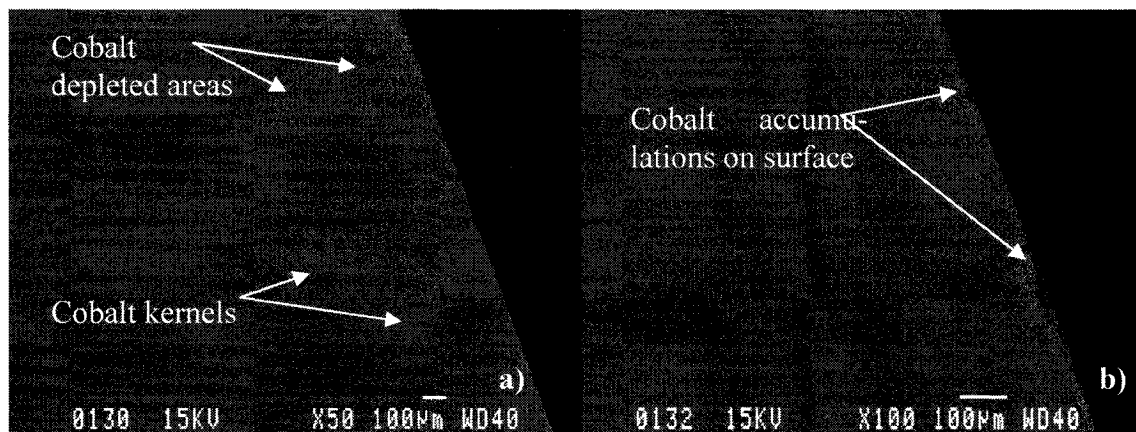 Cobalt
depleted areas
Cobalt kernels
a)
0130 15KV X50 100µm WD40
Cobalt accumu-
lations on surface
b)
0132 15KV X100 100µm WD40